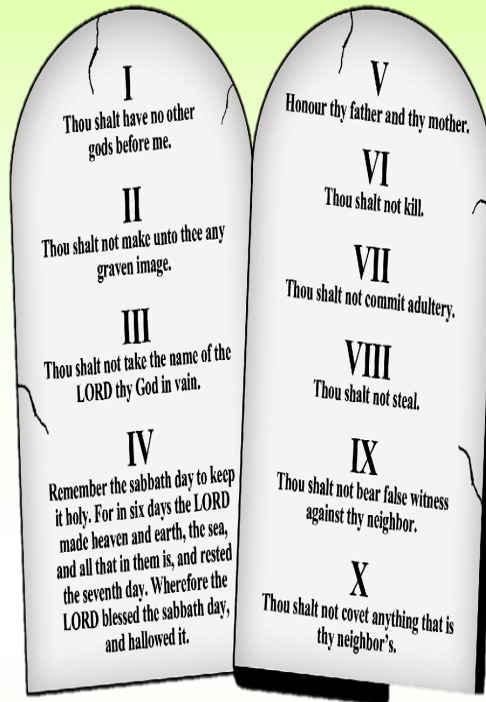 I
Thou shalt have no other
gods before me.
II
Thou shalt not make unto thee any
graven image.
III
Thou shalt not take the name of the
LORD thy God in vain.
IV
Remember the sabbath day to keep
it holy. For in six days the LORD
made heaven and earth, the sea,
and all that in them is, and rested
the seventh day. Wherefore the
LORD blessed the sabbath day,
and hallowed it.
V
Honour thy father and thy mother.
VI
Thou shalt not kill.
VII
Thou shalt not commit adultery.
VIII
Thou shalt not steal.
IX
Thou shalt not bear false witness
against thy neighbor.
X
Thou shalt not covet anything that is
thy neighbor's.